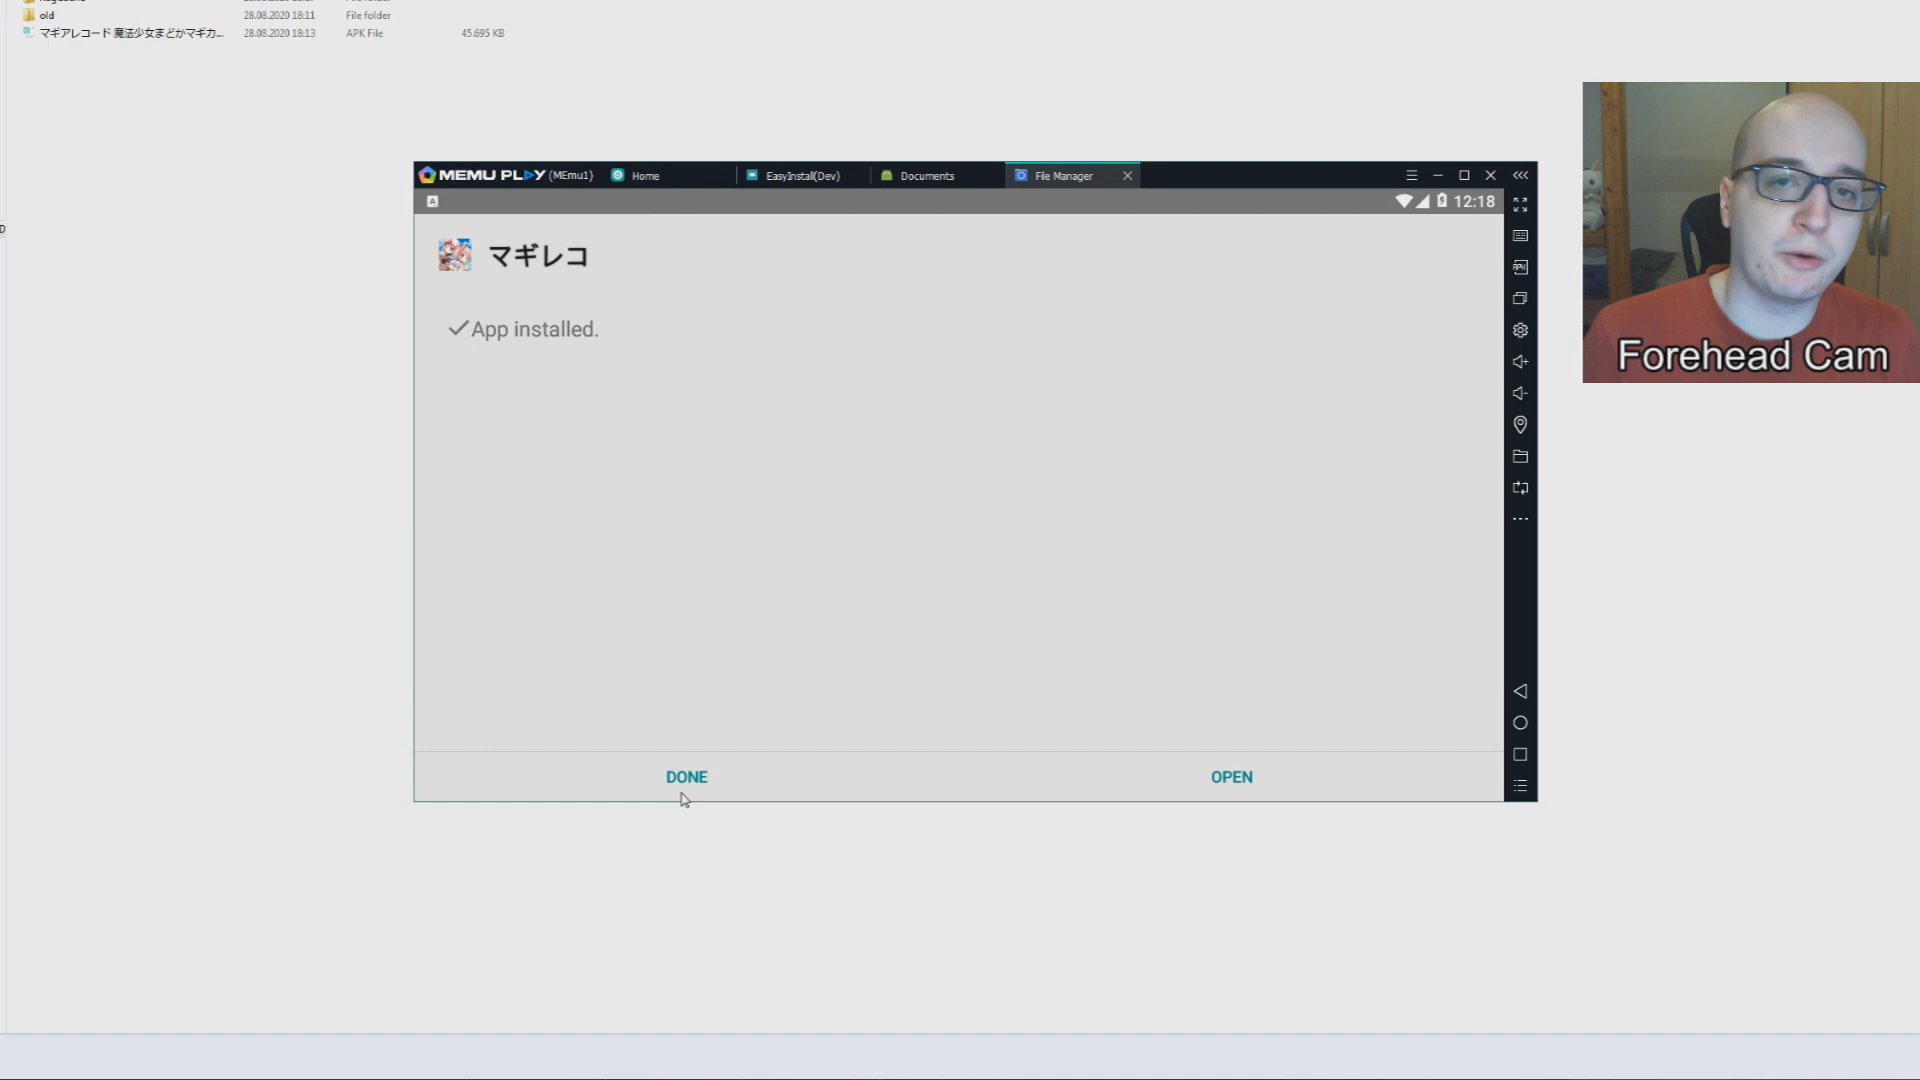 old 28.08.2020 18:11 File folder
マギアレコード 魔法少女まどかマギカ... 28.08.2020 18:13 APK File 45.695 KB
MEMU PLAY (MEmu1) Home EasyInstall(Dev) Documents File Manager
A 12:18
マギレコ
App installed.
APK
DONE OPEN
Forehead Cam